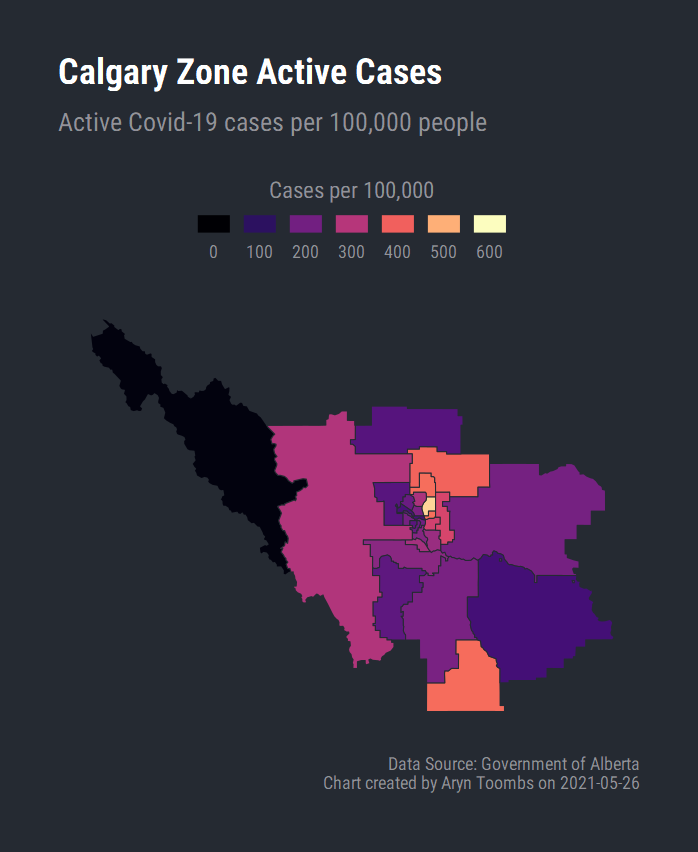 Calgary Zone Active Cases
Active Covid-19 cases per 100,000 people
Cases per 100,000
0 100 200 300 400 500 600
Data Source: Government of Alberta
Chart created by Aryn Toombs on 2021-05-26